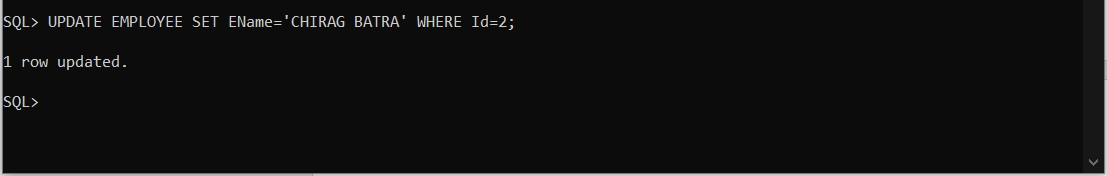 SQL> UPDATE EMPLOYEE SET EName='CHIRAG BATRA' WHERE Id=2;
1 row updated.
SQL>